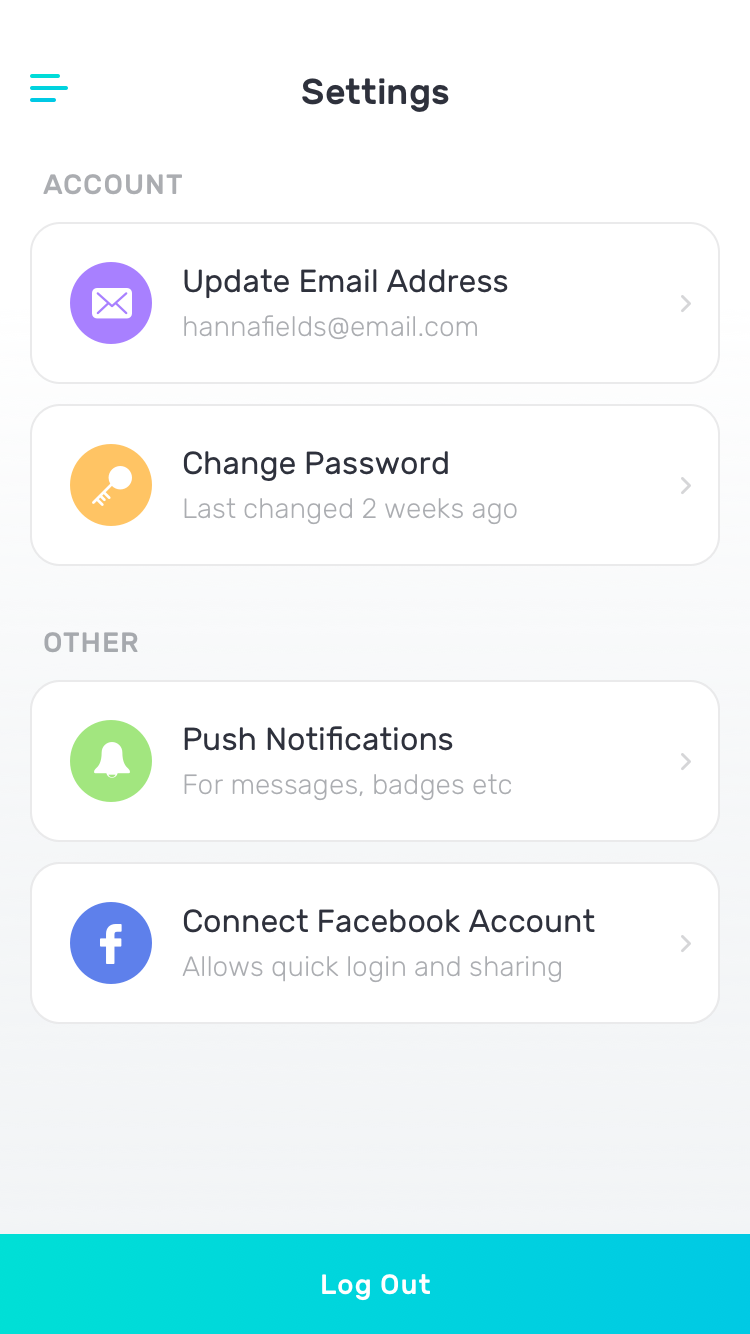 Settings
ACCOUNT
Update Email Address
hannafields@email.com
Change Password
Last changed 2 weeks ago
OTHER
Push Notifications
For messages, badges etc
Connect Facebook Account
Allows quick login and sharing
Log Out